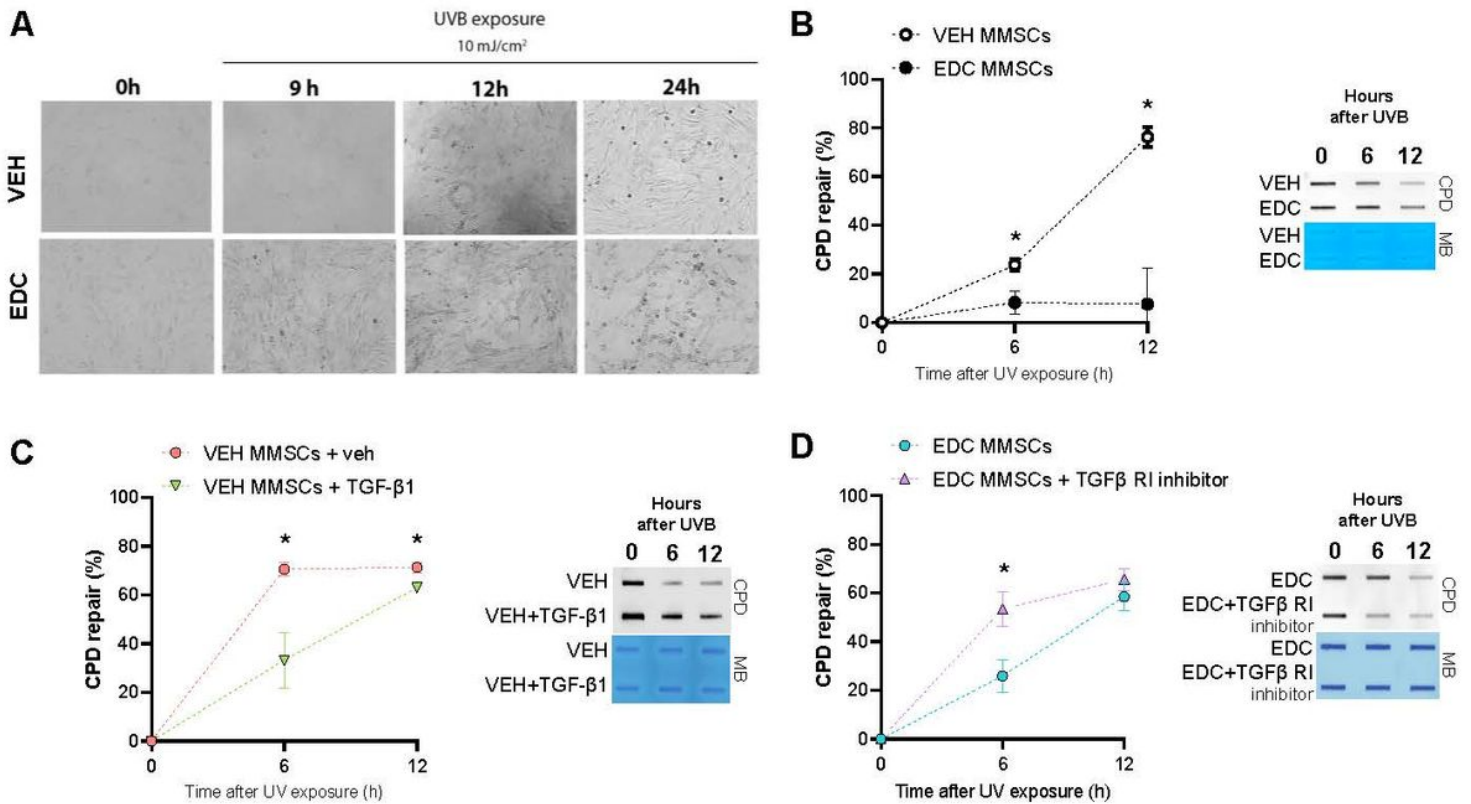 A
UVB exposure
10 mJ/cm²
0h
9 h
12h
24h
VEH
EDC
B
VEH MMSCs
EDC MMSCs
100
80
60
40
20
0
CPD repair (%)
*
*
0
6
12
Time after UV exposure (h)
Hours
after UVB
0 6 12
VEH
EDC
CPD
VEH
EDC
MB
C
VEH MMSCs + veh
VEH MMSCs + TGF-β1
100
80
60
40
20
0
CPD repair (%)
*
*
0
6
12
Time after UV exposure (h)
Hours
after UVB
0 6 12
VEH
VEH+TGF-β1
CPD
VEH
VEH+TGF-β1
MB
D
EDC MMSCs
EDC MMSCs + TGFβ RI inhibitor
100
80
60
40
20
0
CPD repair (%)
*
0
6
12
Time after UV exposure (h)
Hours
after UVB
0 6 12
EDC
EDC+TGFβ RI
inhibitor
CPD
EDC
EDC+TGFβ RI
inhibitor
MB